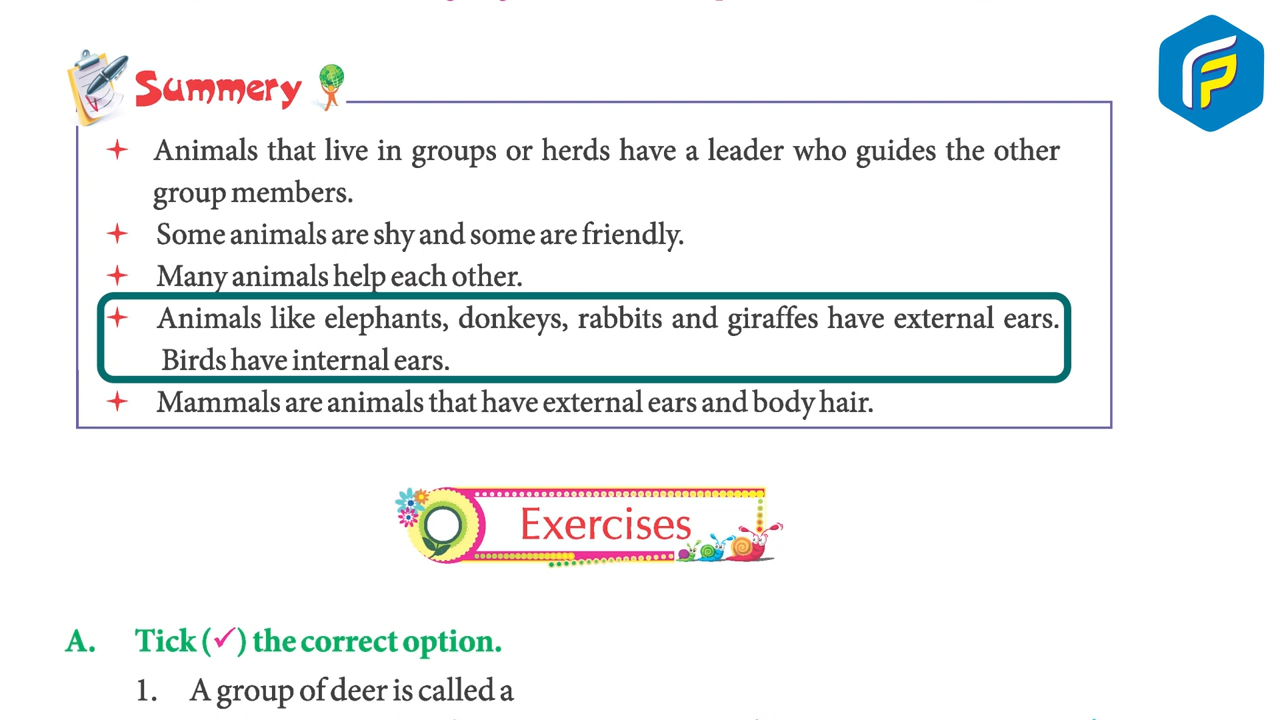 Summery
Animals that live in groups or herds have a leader who guides the other
group members.
Some animals are shy and some are friendly.
Many animals help each other.
Animals like elephants, donkeys, rabbits and giraffes have external ears.
Birds have internal ears.
Mammals are animals that have external ears and body hair.
Exercises
A. Tick (✓) the correct option.
1. A group of deer is called a